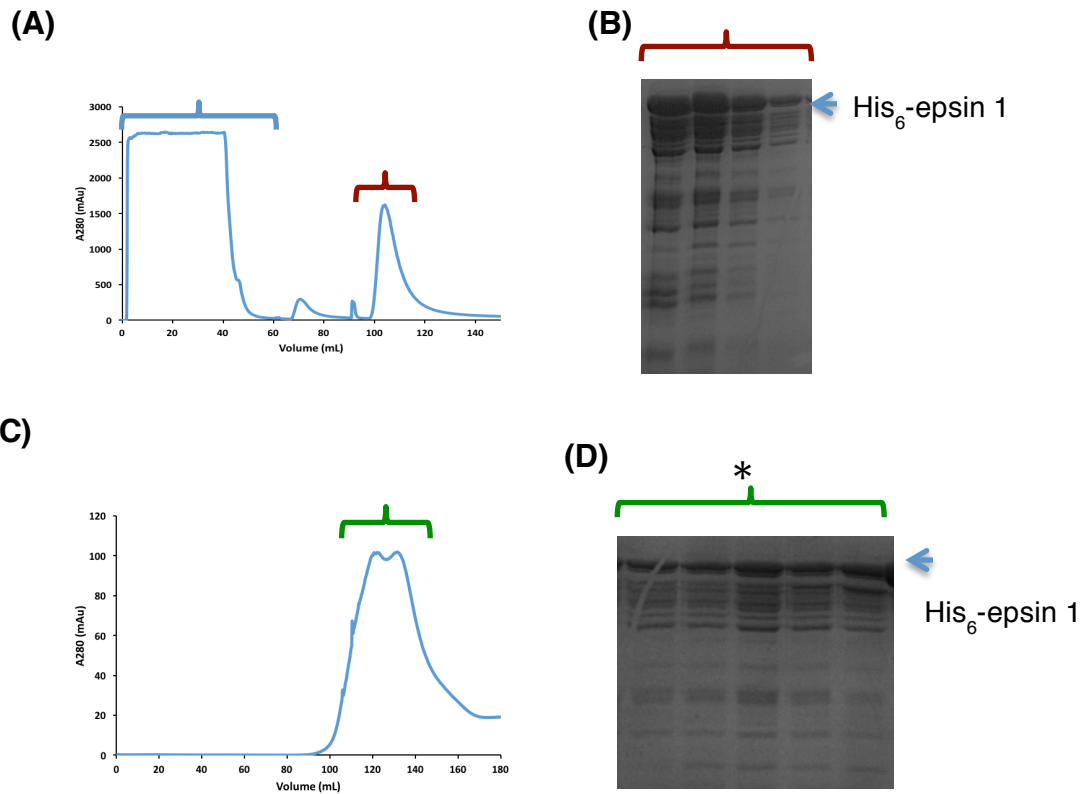 (A)
3000
2500
2000
1500
1000
500
0
A280 (mAu)
0 20 40 60 80 100 120 140
Volume (mL)
(B)
His6-epsin 1
C)
120
100
80
60
40
20
0
A280 (mAu)
0 20 40 60 80 100 120 140 160 180
Volume (mL)
(D)
*
His6-epsin 1